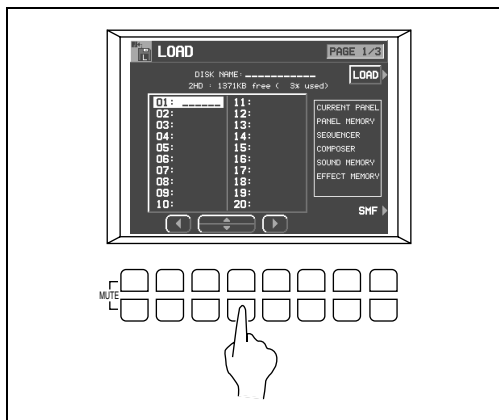 LOAD
PAGE 1/3
DISK NAME:___________
LOAD
2HD : 1371KB free ( 3% used)
01: ______
02:
03:
04:
05:
06:
07:
08:
09:
10:
11:
12:
13:
14:
15:
16:
17:
18:
19:
20:
CURRENT PANEL
PANEL MEMORY
SEQUENCER
COMPOSER
SOUND MEMORY
EFFECT MEMORY
SMF
MUTE